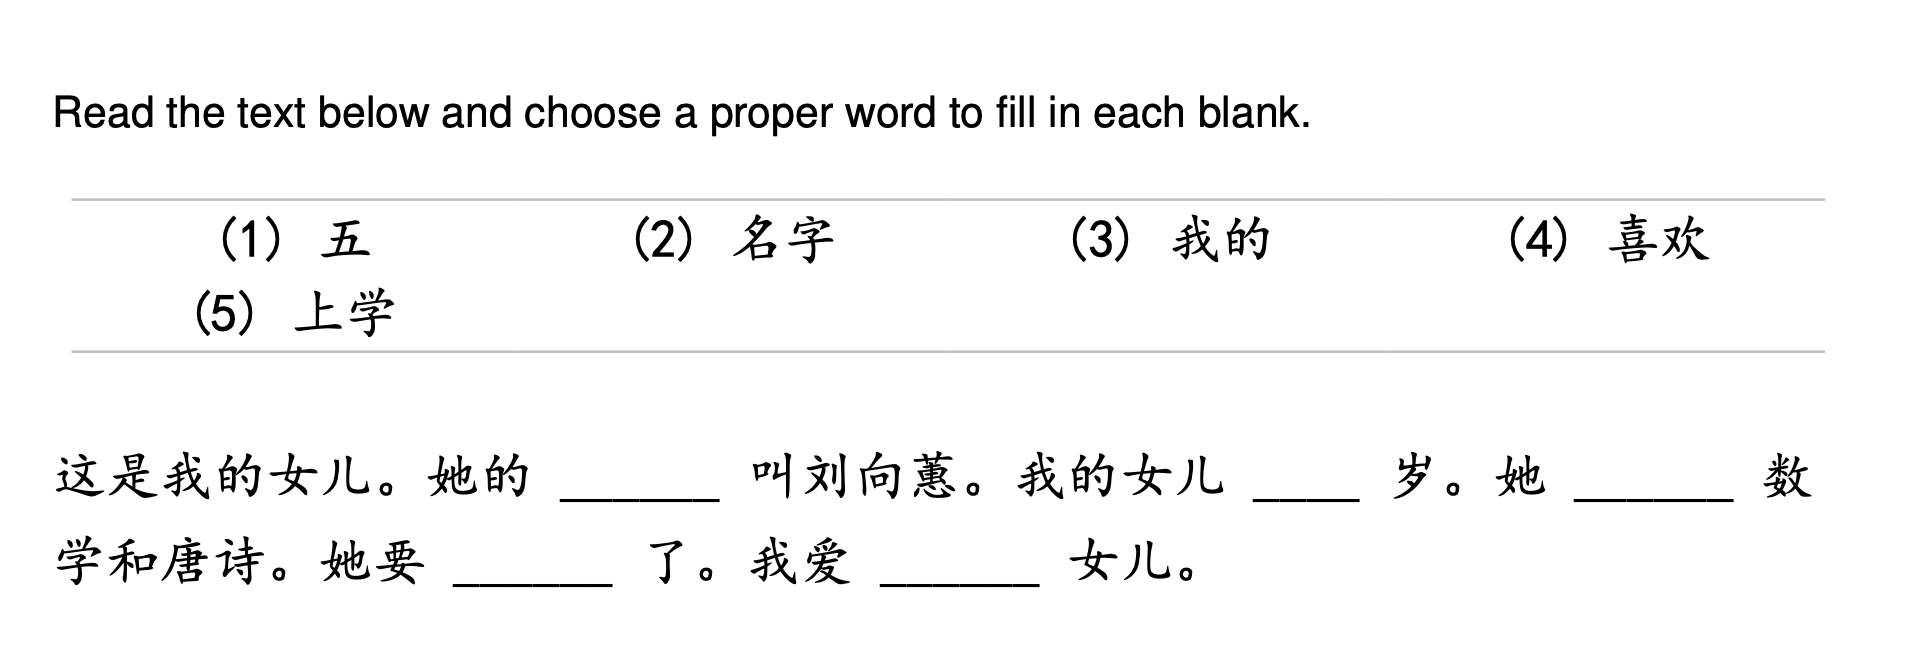 Read the text below and choose a proper word to fill in each blank.
(1) 五 (2) 名字 (3) 我的 (4) 喜欢
(5) 上学
这是我的女儿。她的 ______ 叫刘向蕙。我的女儿 ____ 岁。她 ______ 数
学和唐诗。她要 ______ 了。我爱 ______ 女儿。